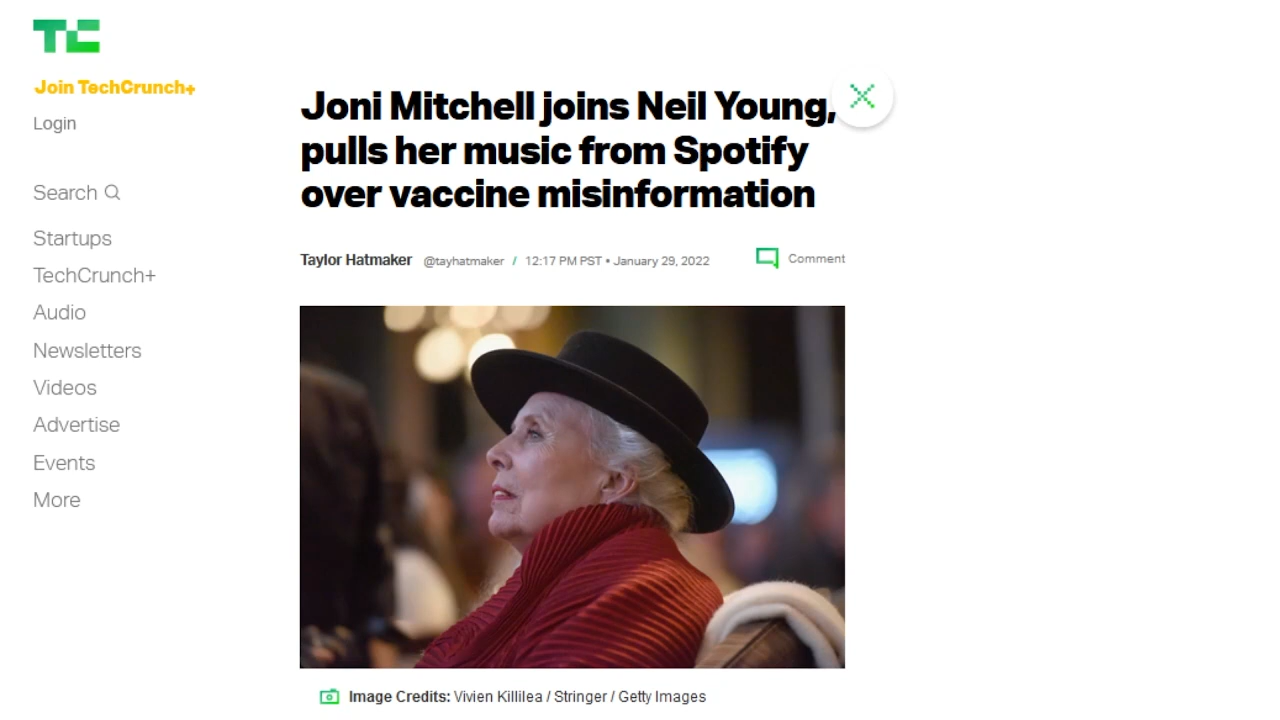 TC
Join TechCrunch+
Login
Search
Startups
TechCrunch+
Audio
Newsletters
Videos
Advertise
Events
More
Joni Mitchell joins Neil Young,
pulls her music from Spotify
over vaccine misinformation
Taylor Hatmaker @tayhatmaker / 12:17 PM PST • January 29, 2022
Comment
Image Credits: Vivien Killilea / Stringer / Getty Images